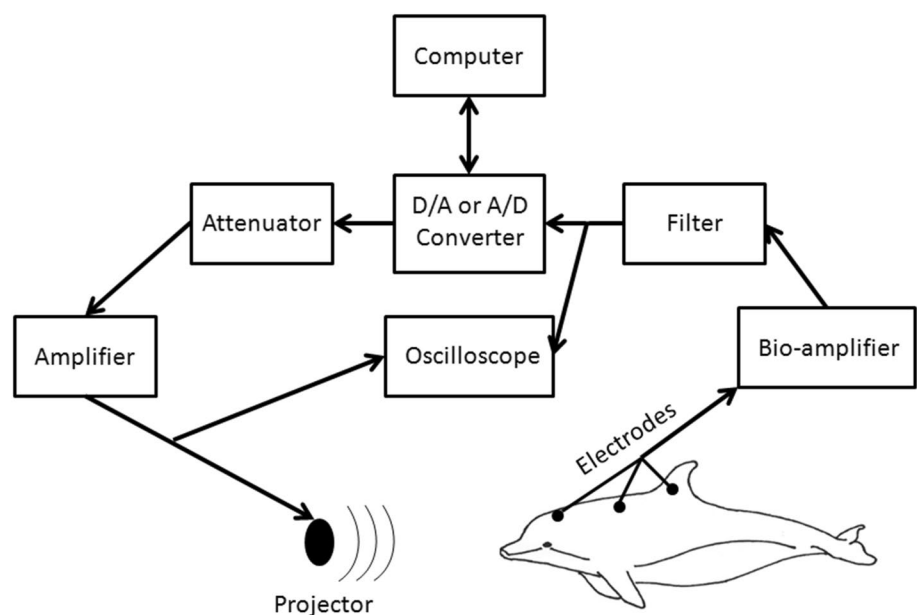 Computer
Attenuator
D/A or A/D
Converter
Filter
Amplifier
Oscilloscope
Bio-amplifier
Electrodes
Projector